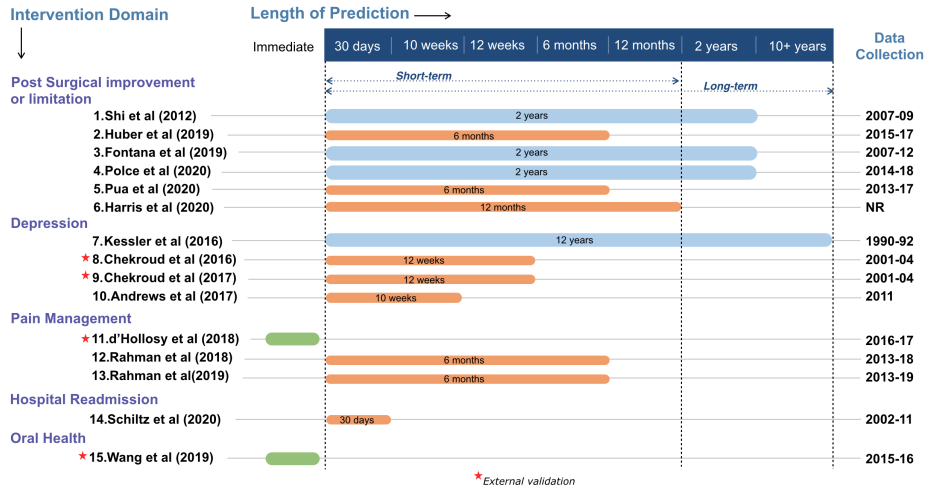 Intervention Domain
Length of Prediction
Immediate 30 days 10 weeks 12 weeks 6 months 12 months 2 years 10+ years
Data
Collection
Short-term
Long-term
Post Surgical improvement
or limitation
1.Shi et al (2012) 2 years 2007-09
2.Huber et al (2019) 6 months 2015-17
3.Fontana et al (2019) 2 years 2007-12
4.Polce et al (2020) 2 years 2014-18
5.Pua et al (2020) 6 months 2013-17
6.Harris et al (2020) 12 months NR
Depression
7.Kessler et al (2016) 12 years 1990-92
8.Chekroud et al (2016) 12 weeks 2001-04
9.Chekroud et al (2017) 12 weeks 2001-04
10.Andrews et al (2017) 10 weeks 2011
Pain Management
11.d'Hollosy et al (2018) 2016-17
12.Rahman et al (2018) 6 months 2013-18
13.Rahman et al(2019) 6 months 2013-19
Hospital Readmission
14.Schiltz et al (2020) 30 days 2002-11
Oral Health
15.Wang et al (2019) 2015-16
External validation